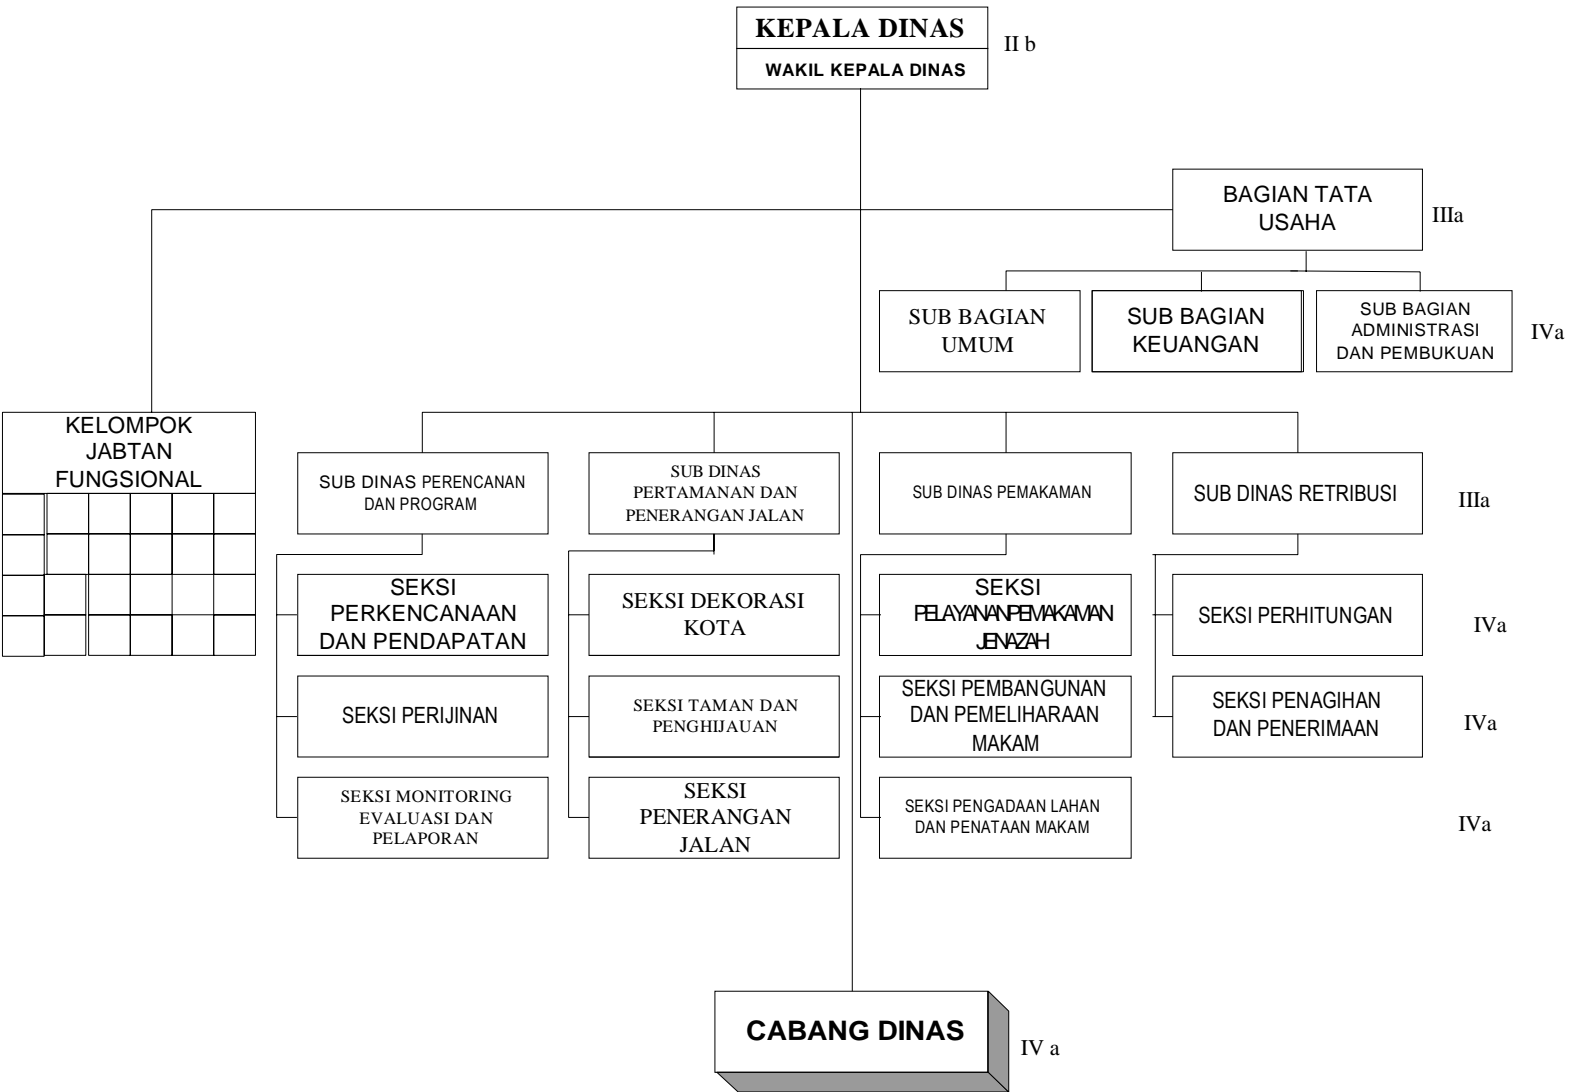 KEPALA DINAS
II b
WAKIL KEPALA DINAS
BAGIAN TATA
USAHA
IIIa
SUB BAGIAN
UMUM
SUB BAGIAN
KEUANGAN
SUB BAGIAN
ADMINISTRASI
DAN PEMBUKUAN
IVa
KELOMPOK
JABTAN
FUNGSIONAL
SUB DINAS PERENCANAN
DAN PROGRAM
SUB DINAS
PERTAMANAN DAN
PENERANGAN JALAN
SUB DINAS PEMAKAMAN
SUB DINAS RETRIBUSI
IIIa
SEKSI
PERKENCANAAN
DAN PENDAPATAN
SEKSI DEKORASI
KOTA
SEKSI
PELAYANAN PEMAKAMAN
JENAZAH
SEKSI PERHITUNGAN
IVa
SEKSI PERIJINAN
SEKSI TAMAN DAN
PENGHIJAUAN
SEKSI PEMBANGUNAN
DAN PEMELIHARAAN
MAKAM
SEKSI PENAGIHAN
DAN PENERIMAAN
IVa
SEKSI MONITORING
EVALUASI DAN
PELAPORAN
SEKSI
PENERANGAN
JALAN
SEKSI PENGADAAN LAHAN
DAN PENATAAN MAKAM
IVa
CABANG DINAS
IV a